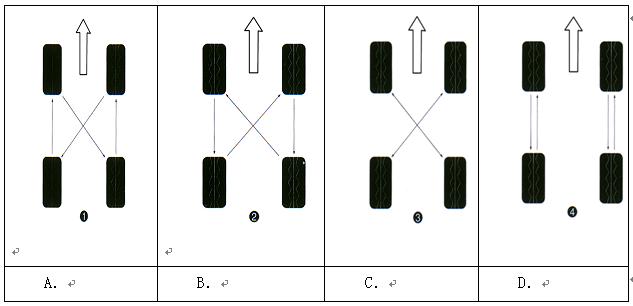 ❶
❷
❸
❹
A.
B.
C.
D.